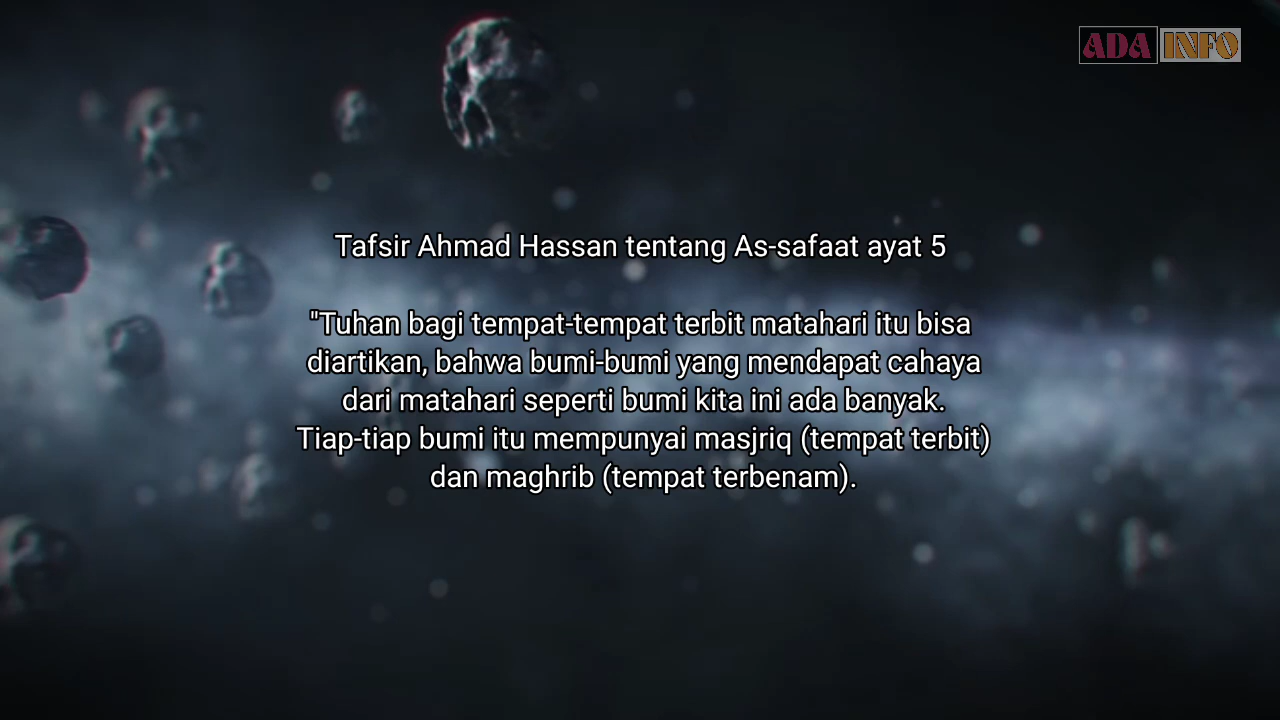 ADA INFO
Tafsir Ahmad Hassan tentang As-safaat ayat 5
"Tuhan bagi tempat-tempat terbit matahari itu bisa
diartikan, bahwa bumi-bumi yang mendapat cahaya
dari matahari seperti bumi kita ini ada banyak.
Tiap-tiap bumi itu mempunyai masjriq (tempat terbit)
dan maghrib (tempat terbenam).